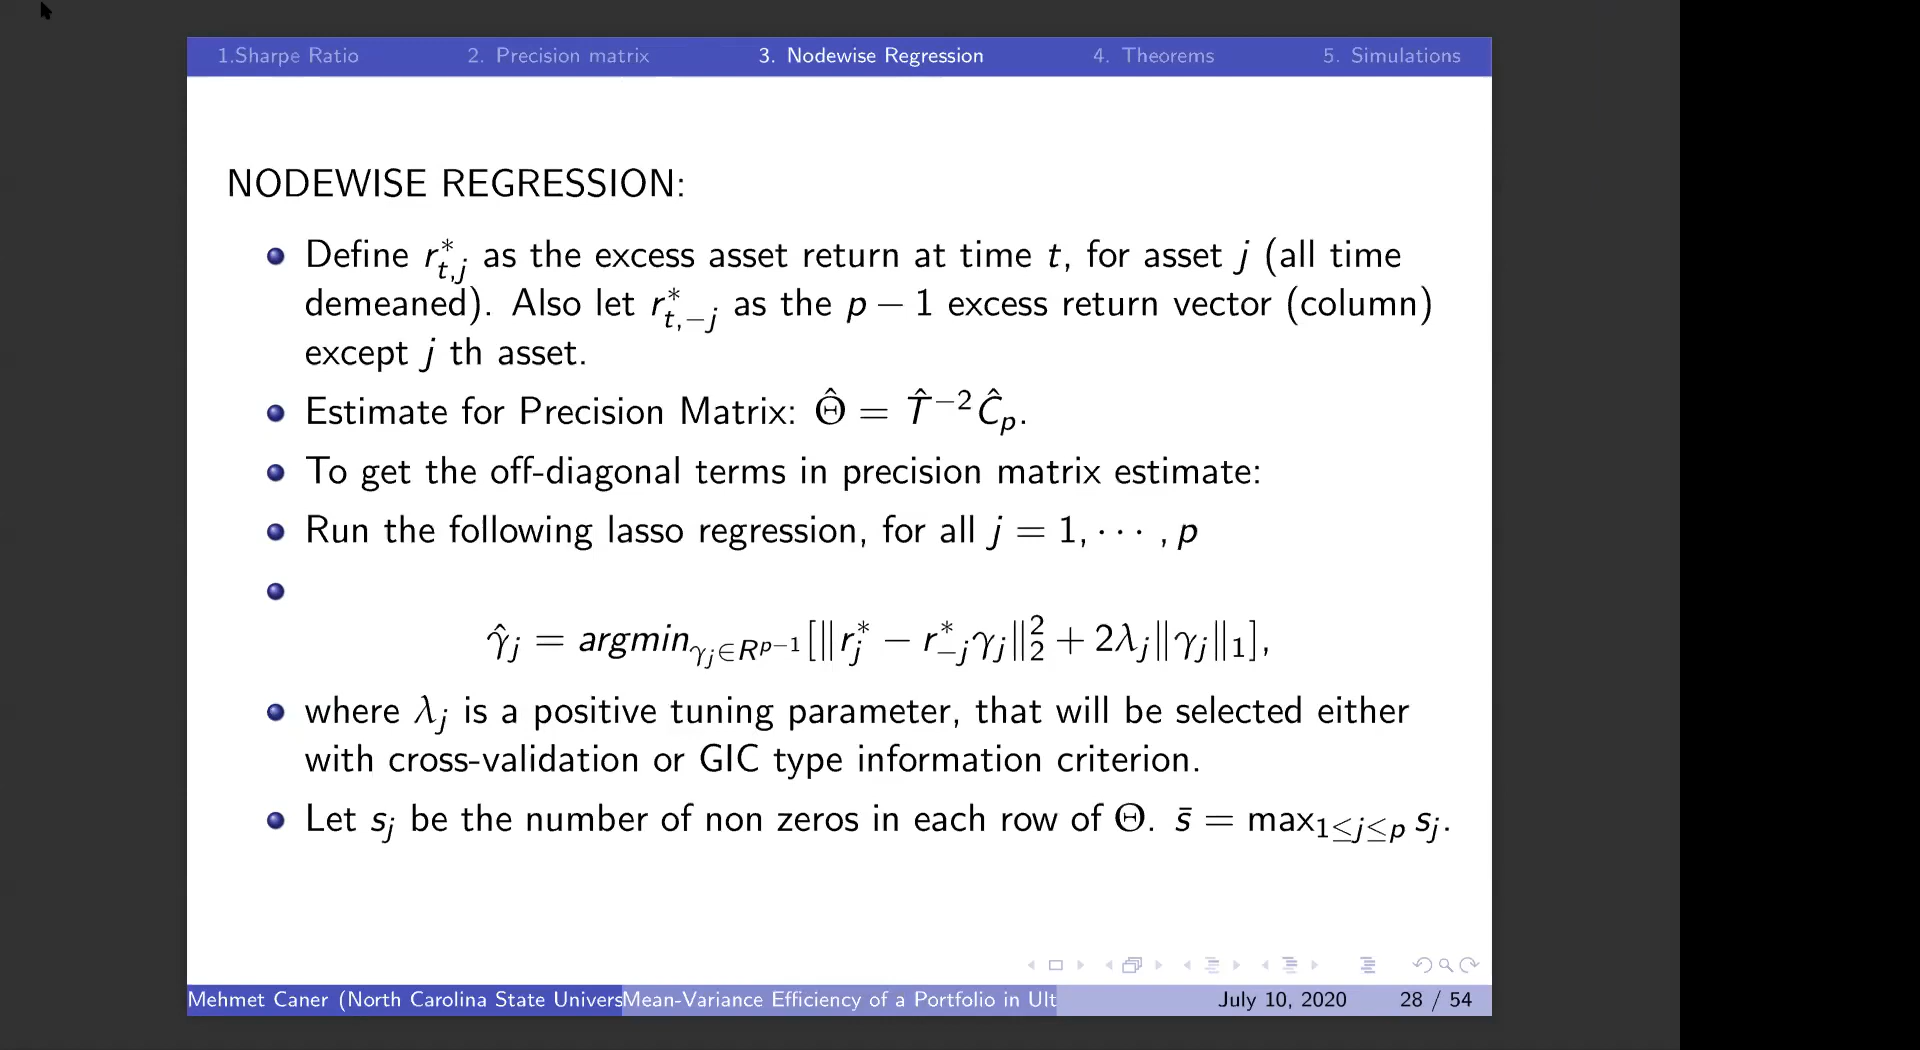 1.Sharpe Ratio 2. Precision matrix 3. Nodewise Regression 4. Theorems 5. Simulations
NODEWISE REGRESSION:
Define r*_{t,j} as the excess asset return at time t, for asset j (all time
demeaned). Also let r*_{t,−j} as the p − 1 excess return vector (column)
except j th asset.
Estimate for Precision Matrix: Θ̂ = T̂^{−2}Ĉ_p.
To get the off-diagonal terms in precision matrix estimate:
Run the following lasso regression, for all j = 1, · · · , p
γ̂_j = argmin_{γ_j∈R^{p−1}}[‖r*_j − r*_{−j}γ_j‖²_2 + 2λ_j‖γ_j‖_1],
where λ_j is a positive tuning parameter, that will be selected either
with cross-validation or GIC type information criterion.
Let s_j be the number of non zeros in each row of Θ. s̄ = max_{1≤j≤p} s_j.
Mehmet Caner (North Carolina State Univers Mean-Variance Efficiency of a Portfolio in Ult July 10, 2020 28 / 54